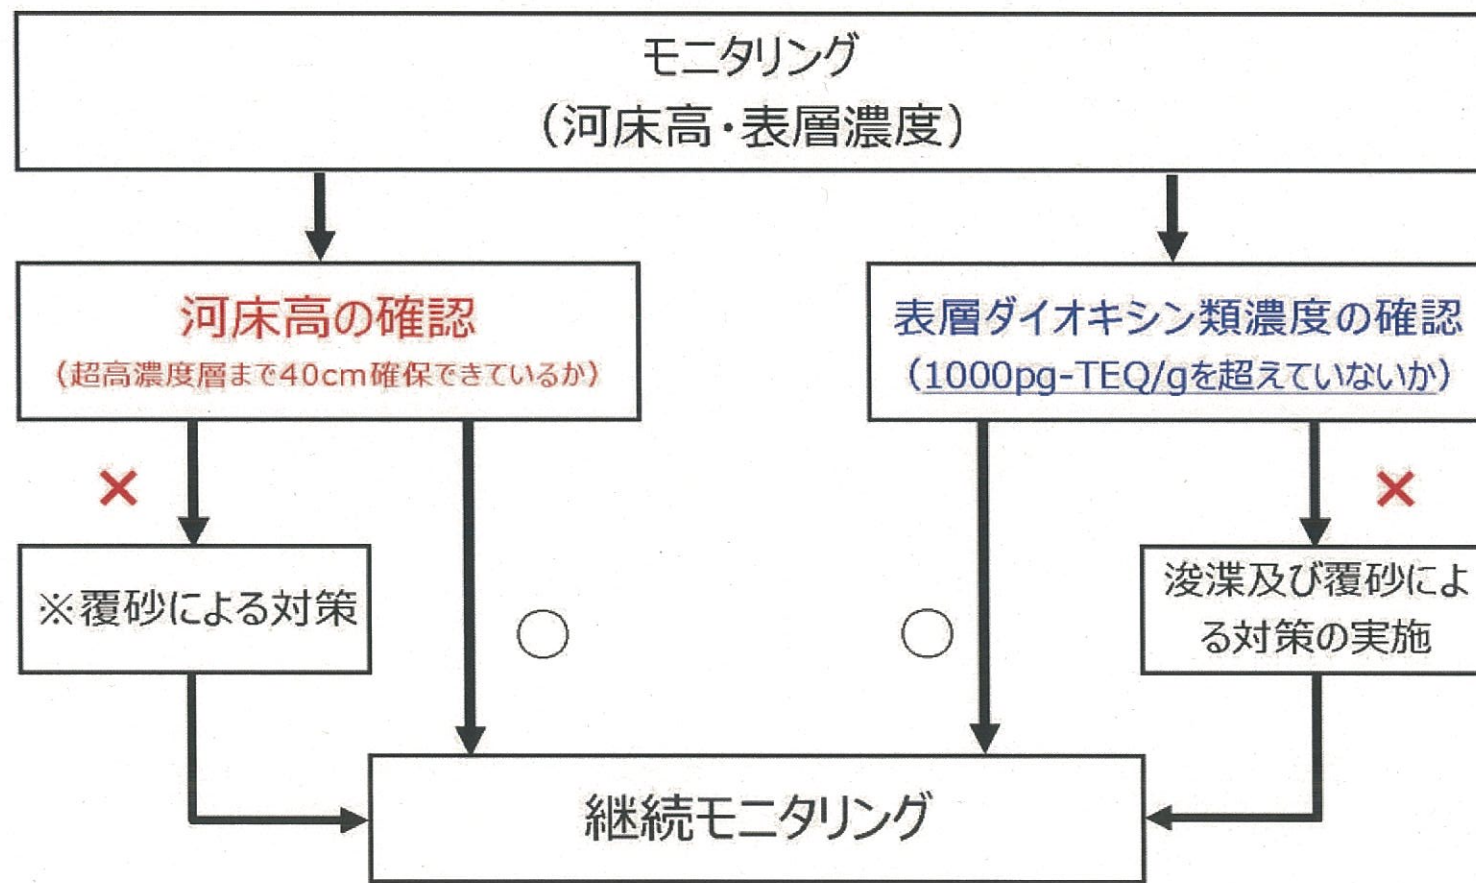 モニタリング
（河床高・表層濃度）
河床高の確認
（超高濃度層まで40cm確保できているか）
表層ダイオキシン類濃度の確認
（1000pg-TEQ/gを超えていないか）
×
×
※覆砂による対策
○
○
浚渫及び覆砂によ
る対策の実施
継続モニタリング